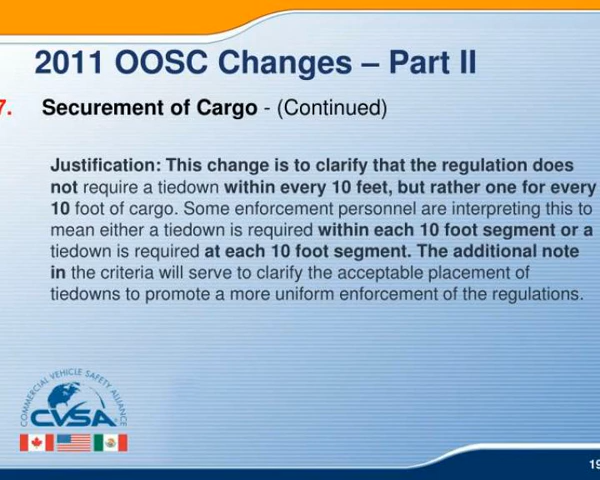 2011 OOSC Changes – Part II
7. Securement of Cargo - (Continued)
Justification: This change is to clarify that the regulation does
not require a tiedown within every 10 feet, but rather one for every
10 foot of cargo. Some enforcement personnel are interpreting this to
mean either a tiedown is required within each 10 foot segment or a
tiedown is required at each 10 foot segment. The additional note
in the criteria will serve to clarify the acceptable placement of
tiedowns to promote a more uniform enforcement of the regulations.
COMMERCIAL VEHICLE SAFETY ALLIANCE
CVSA
19